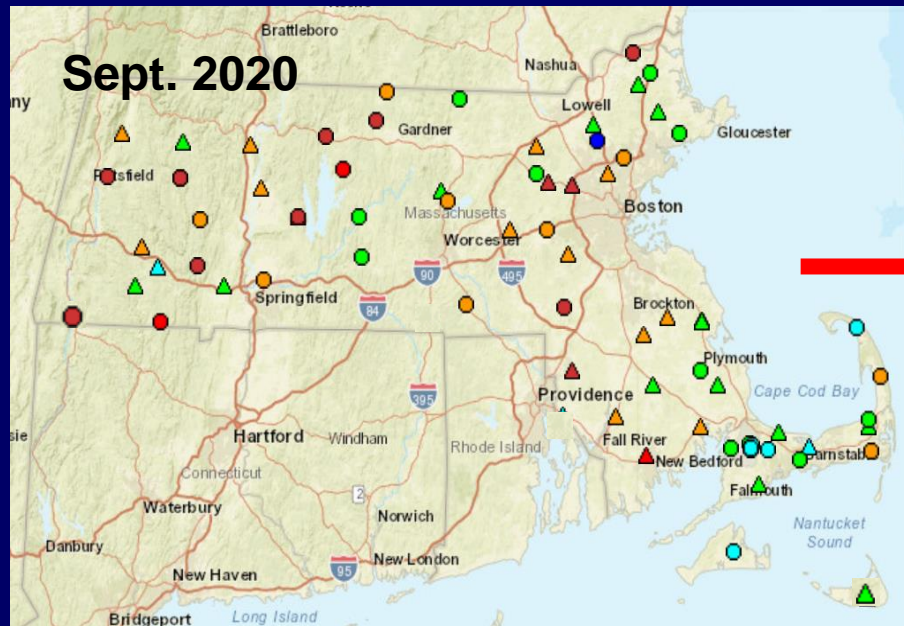 Sept. 2020
Brattleboro
Nashua
Lowell
Gardner
Gloucester
Boston
Massachusetts
Worcester
90
495
Springfield
84
Brockton
Plymouth
Cape Cod Bay
395
Providence
Hartford
Windham
Rhode Island
Fall River
New Bedford
Connecticut
2
Falmouth
Waterbury
Norwich
Nantucket
Sound
Danbury
New London
95
New Haven
Long Island
Bridgeport